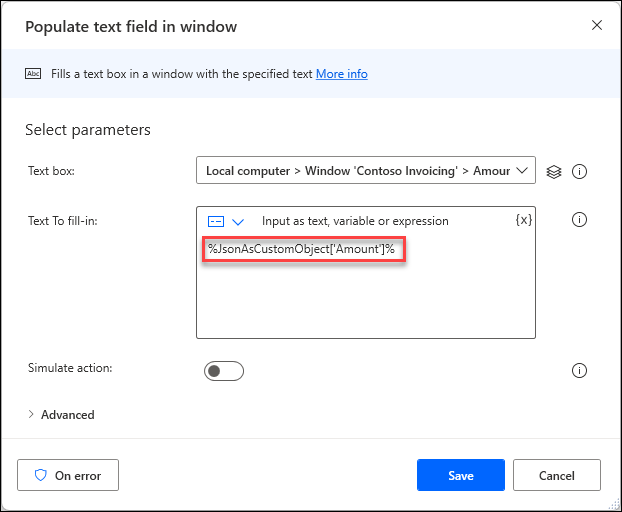 Populate text field in window
Abc Fills a text box in a window with the specified text More info
Select parameters
Text box: Local computer > Window 'Contoso Invoicing' > Amour
Text To fill-in: Input as text, variable or expression {x}
%JsonAsCustomObject['Amount']%
Simulate action:
Advanced
On error Save Cancel